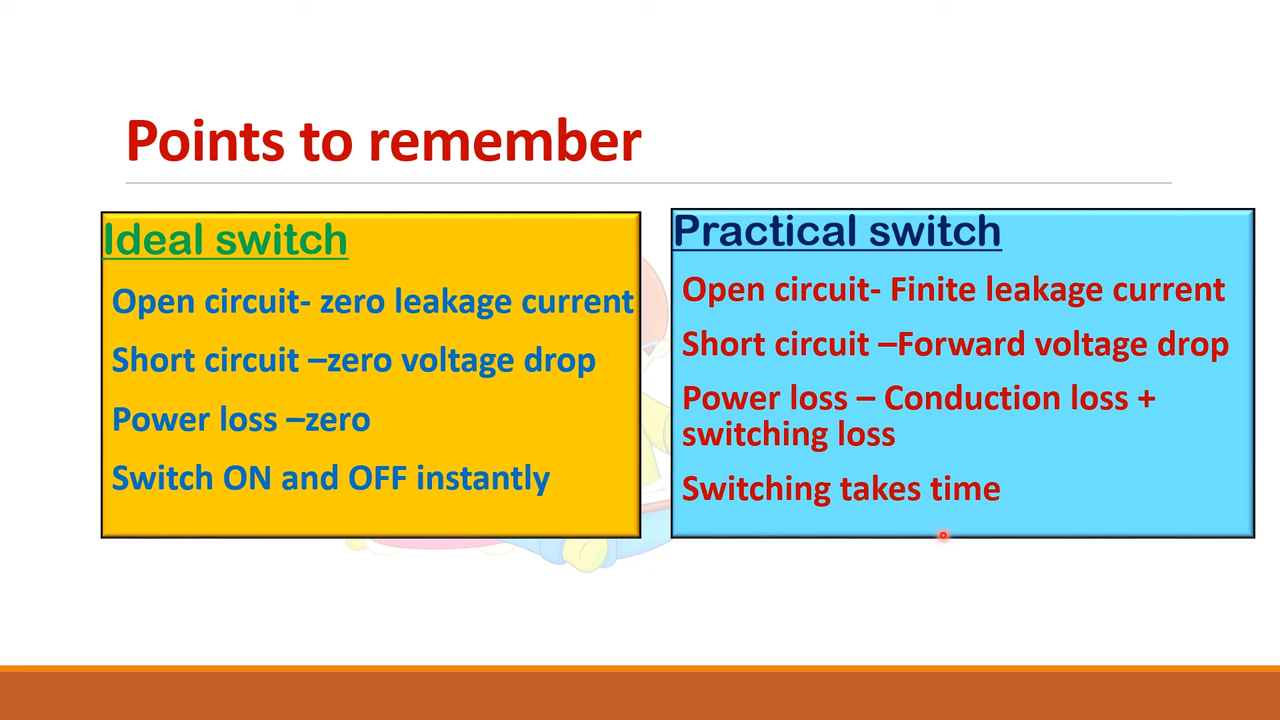 Points to remember
Ideal switch
Open circuit- zero leakage current
Short circuit –zero voltage drop
Power loss –zero
Switch ON and OFF instantly
Practical switch
Open circuit- Finite leakage current
Short circuit –Forward voltage drop
Power loss – Conduction loss +
switching loss
Switching takes time